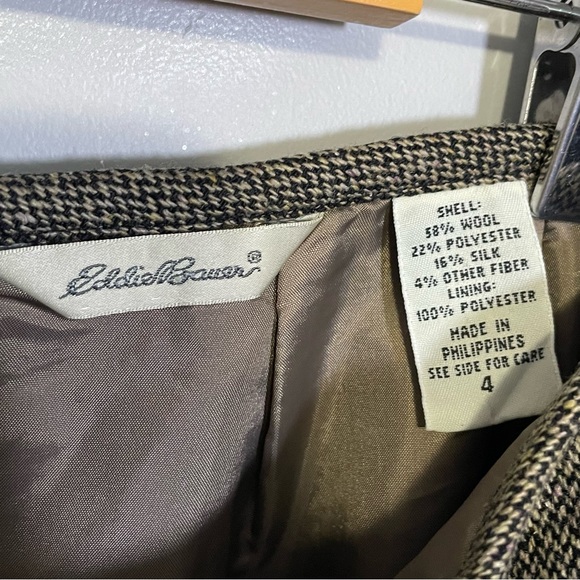 Eddie Bauer®
SHELL:
58% WOOL
22% POLYESTER
16% SILK
4% OTHER FIBER
LINING:
100% POLYESTER
MADE IN
PHILIPPINES
SEE SIDE FOR CARE
4